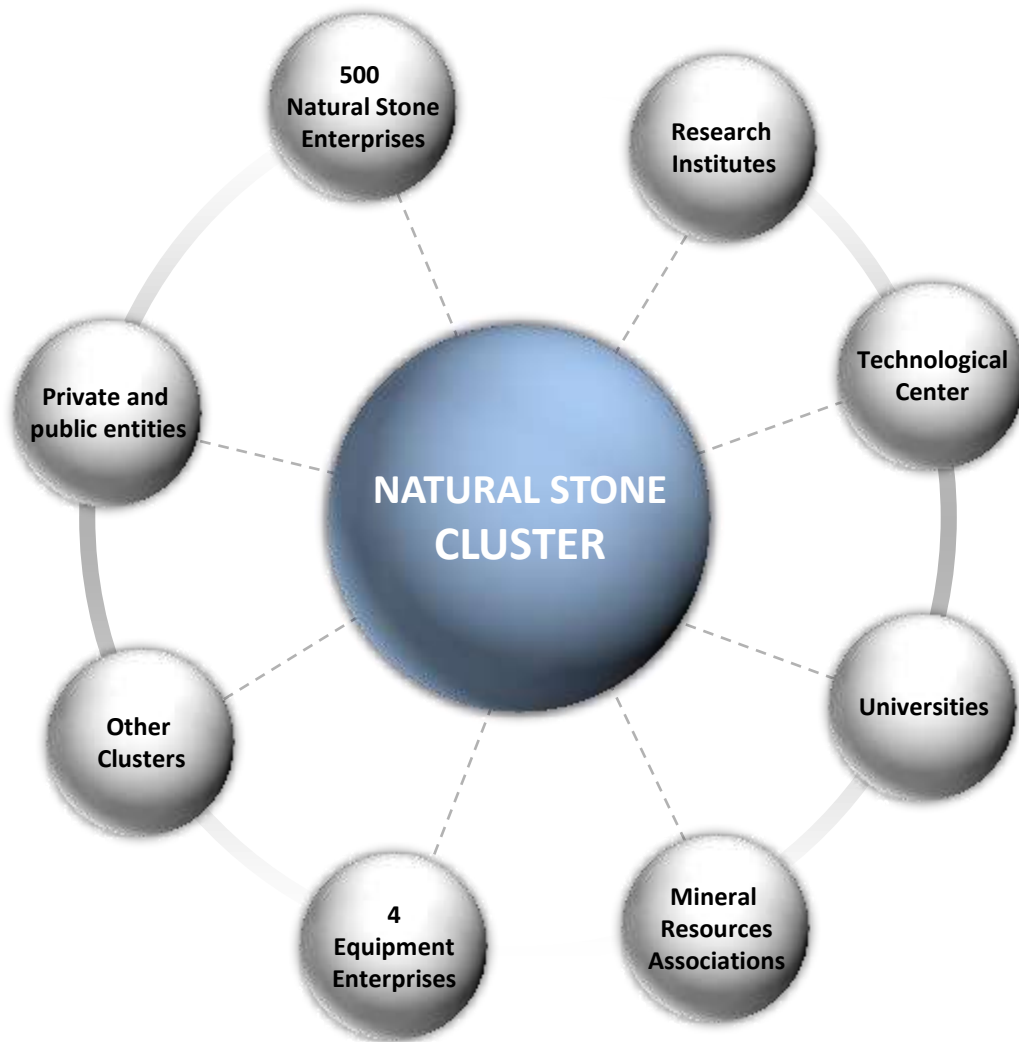 500
Natural Stone
Enterprises
Research
Institutes
Technological
Center
Private and
public entities
NATURAL STONE
CLUSTER
Universities
Other
Clusters
Mineral
Resources
Associations
4
Equipment
Enterprises